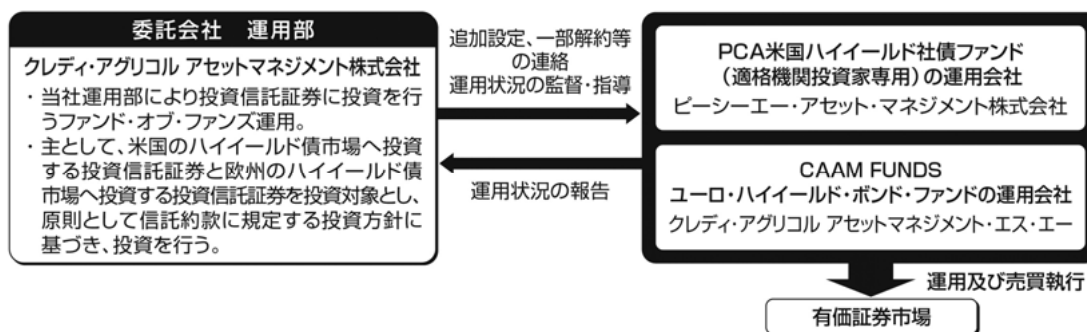 委託会社 運用部
クレディ・アグリコル アセットマネジメント株式会社
・当社運用部により投資信託証券に投資を行
うファンド・オブ・ファンズ運用。
・主として、米国のハイイールド債市場へ投資
する投資信託証券と欧州のハイイールド債
市場へ投資する投資信託証券を投資対象とし、
原則として信託約款に規定する投資方針に
基づき、投資を行う。
追加設定、一部解約等
の連絡
運用状況の監督・指導
運用状況の報告
PCA米国ハイイールド社債ファンド
（適格機関投資家専用）の運用会社
ピーシーエー・アセット・マネジメント株式会社
CAAM FUNDS
ユーロ・ハイイールド・ボンド・ファンドの運用会社
クレディ・アグリコル アセットマネジメント・エス・エー
運用及び売買執行
有価証券市場